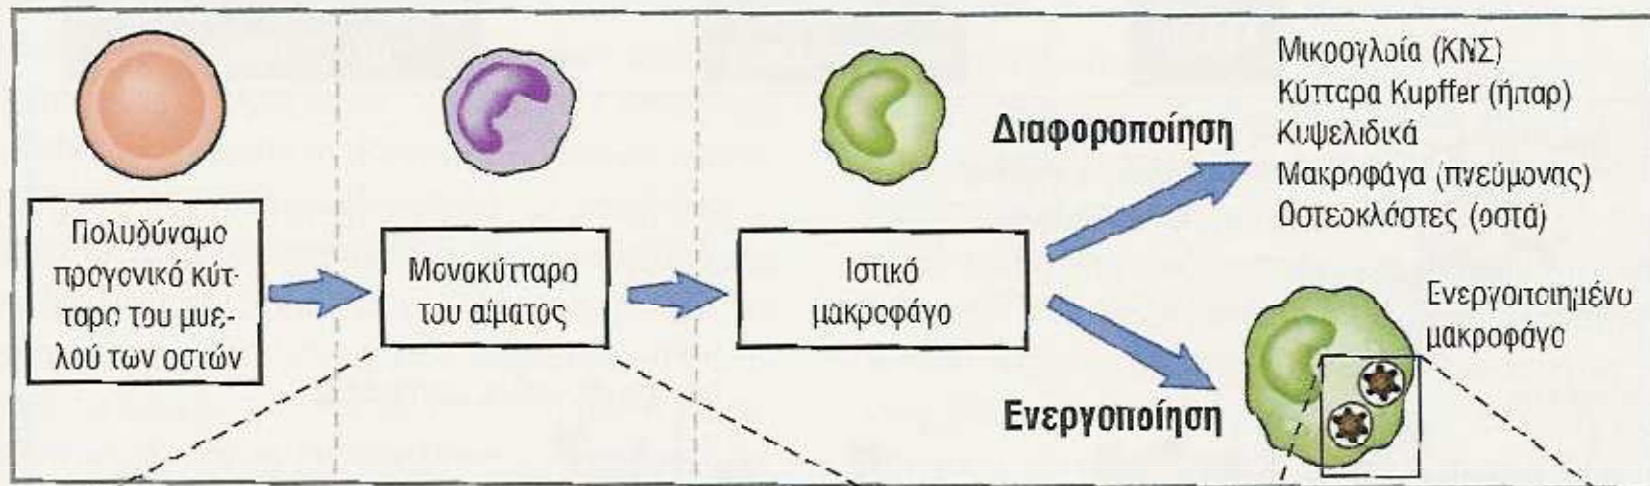 Πολυδύναμο
προγονικό κύτ-
ταρο του μυε-
λού των οστών
Μονοκύτταρο
του αίματος
Ιστικό
μακροφάγο
Διαφοροποίηση
Μικρογλοία (ΚΝΣ)
Κύτταρα Kupffer (ήπαρ)
Κυψελιδικά
Μακροφάγα (πνεύμονας)
Οστεοκλάστες (οστά)
Ενεργοποίηση
Ενεργοποιημένο
μακροφάγο